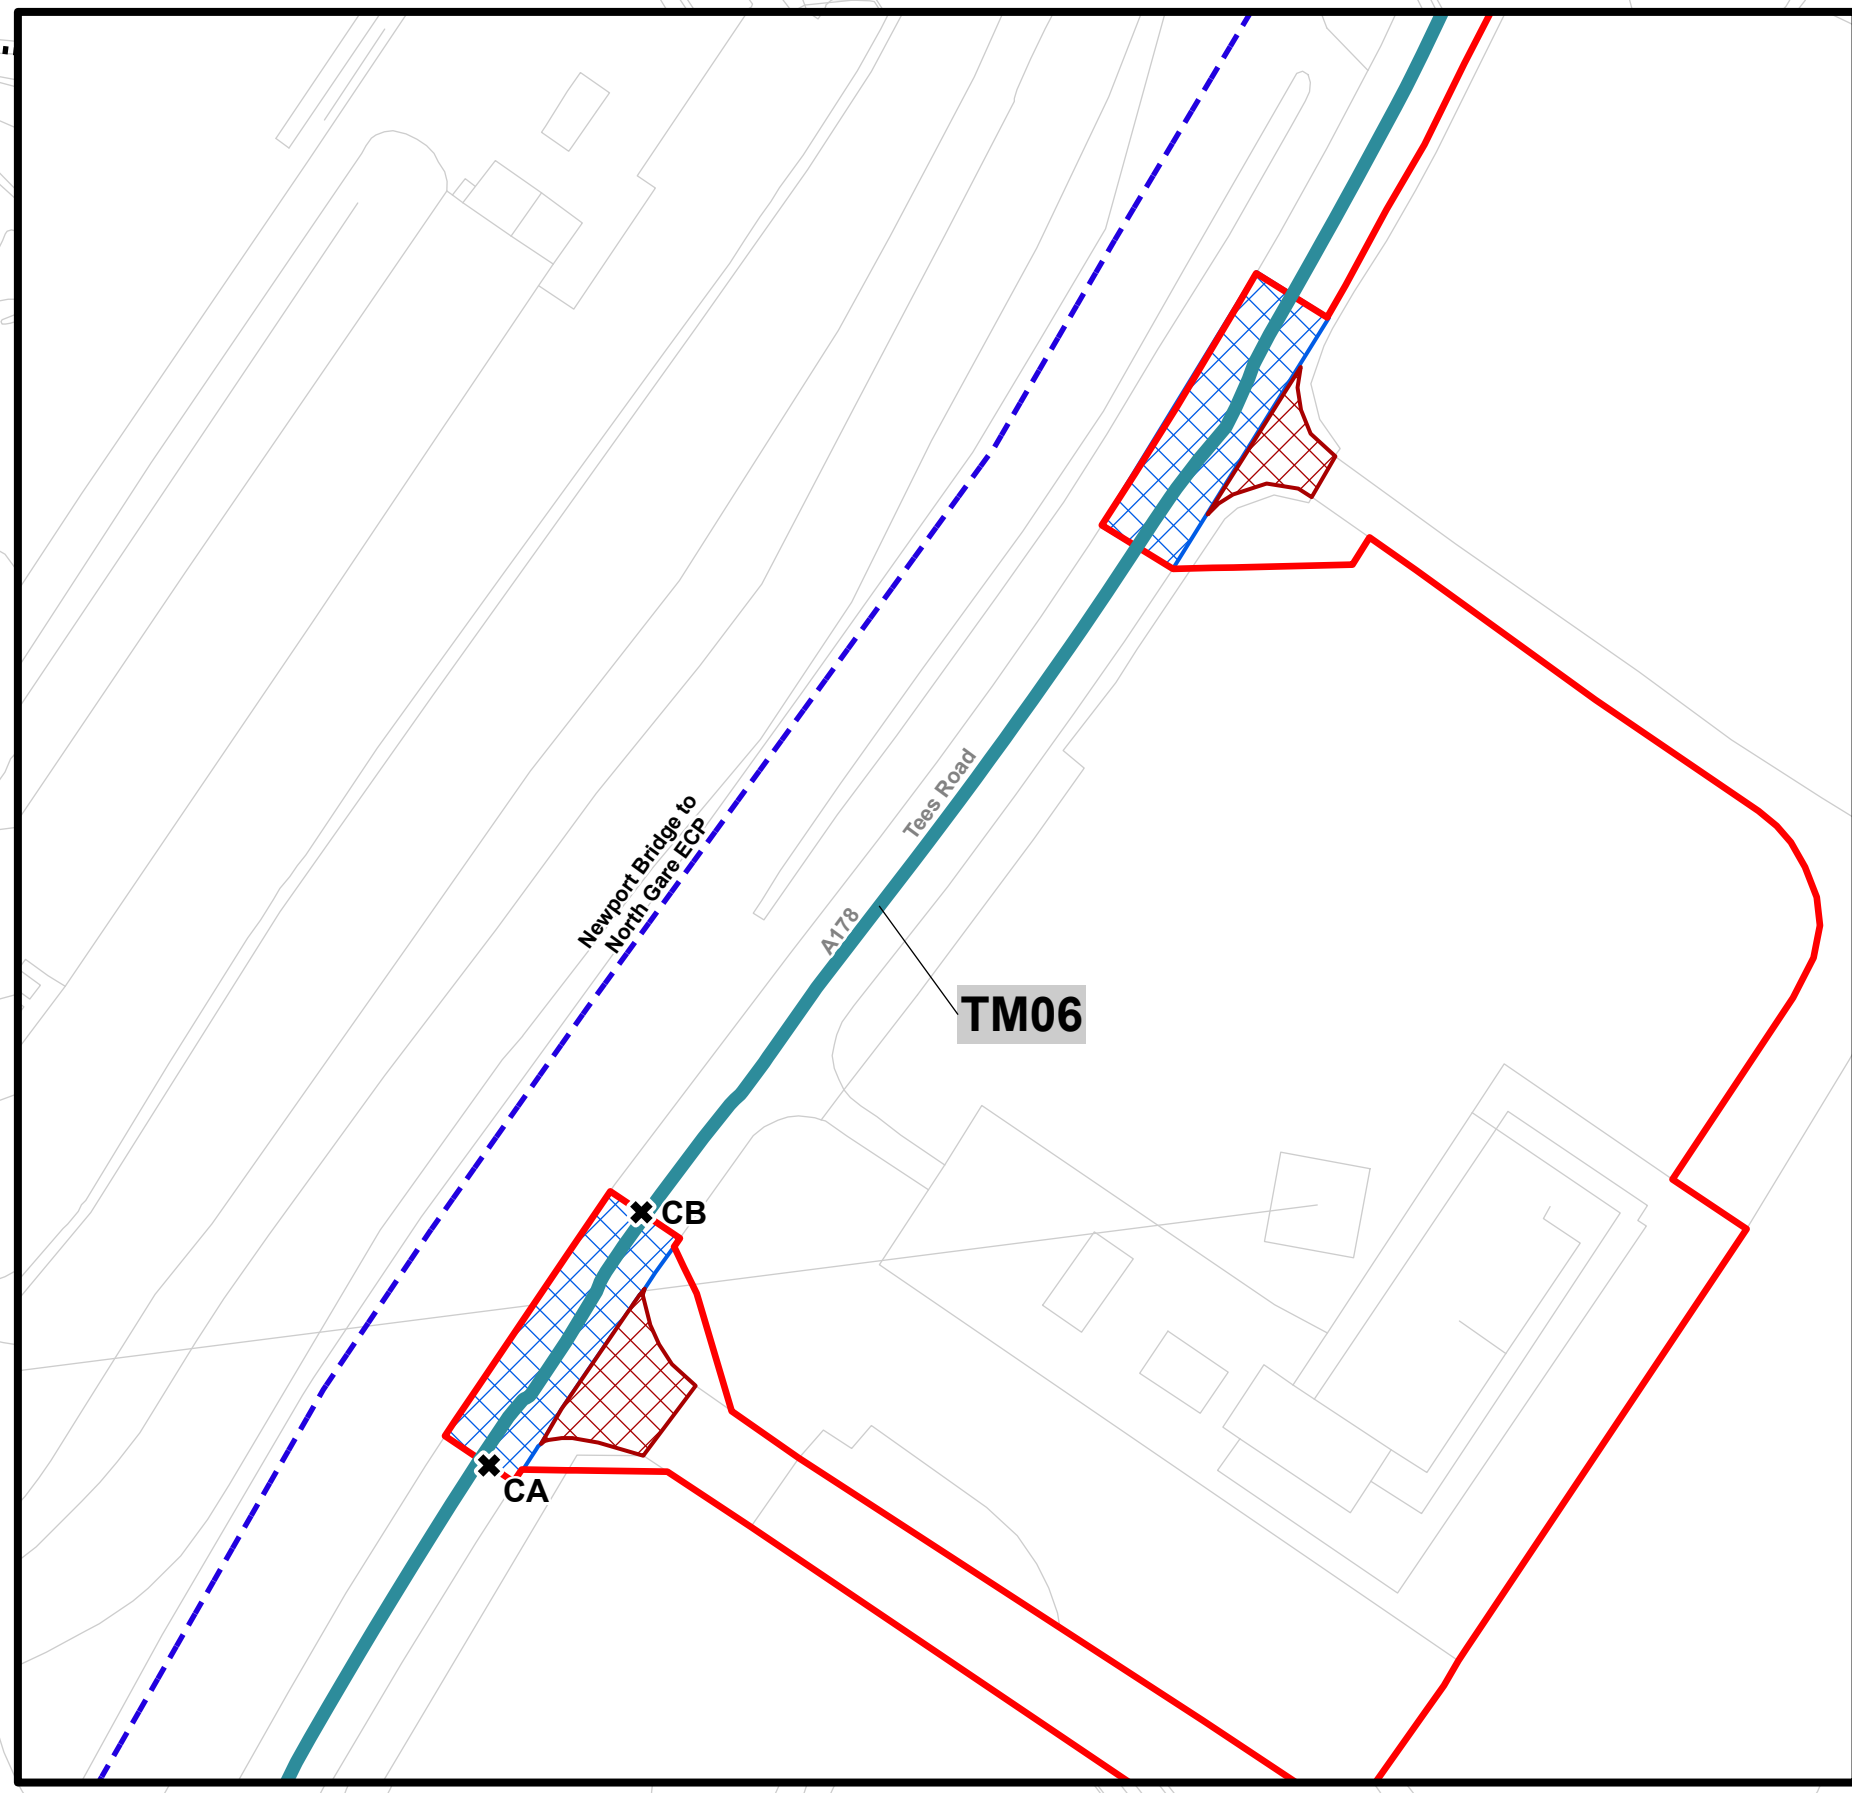 Tees Road
Newport Bridge to
North Gare ECP
A178
TM06
CB
CA